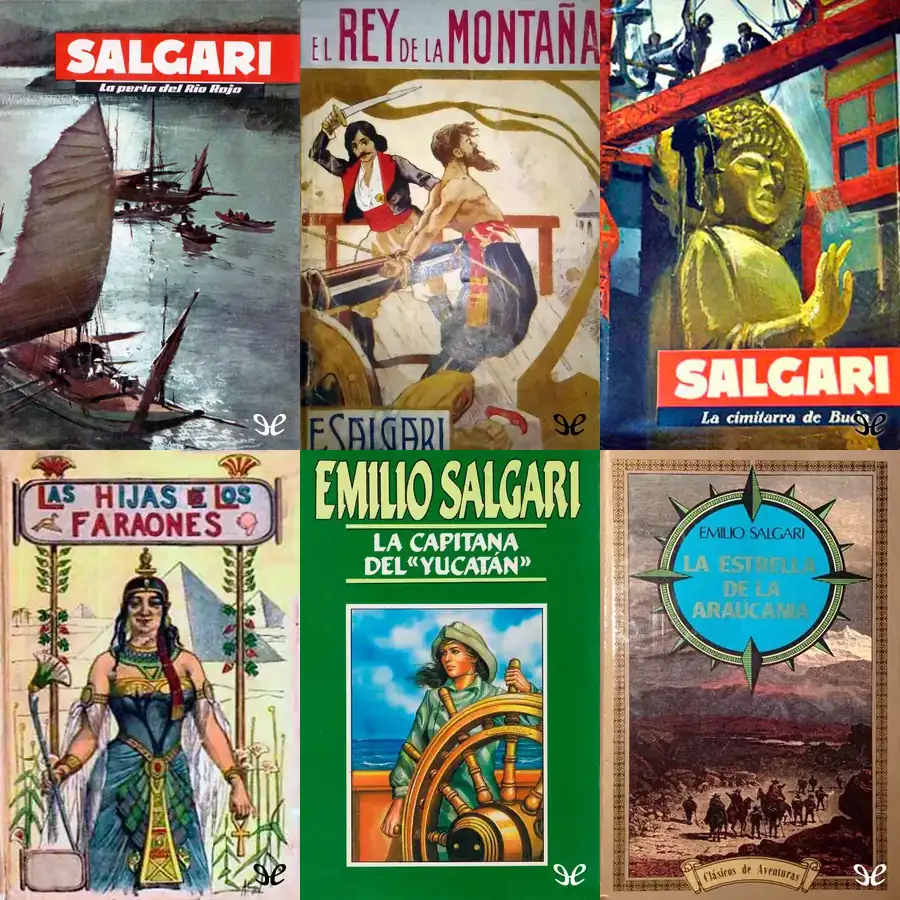 SALGARI
La perla del Río Rojo
EL REY DE LA MONTAÑA
E. SALGARI
SALGARI
La cimitarra de Bud
LAS HIJAS DE LOS
FARAONES
EMILIO SALGARI
LA CAPITANA
DEL «YUCATÁN»
EMILIO SALGARI
LA ESTRELLA
DE LA
ARAUCANIA
Clásicos de Aventuras